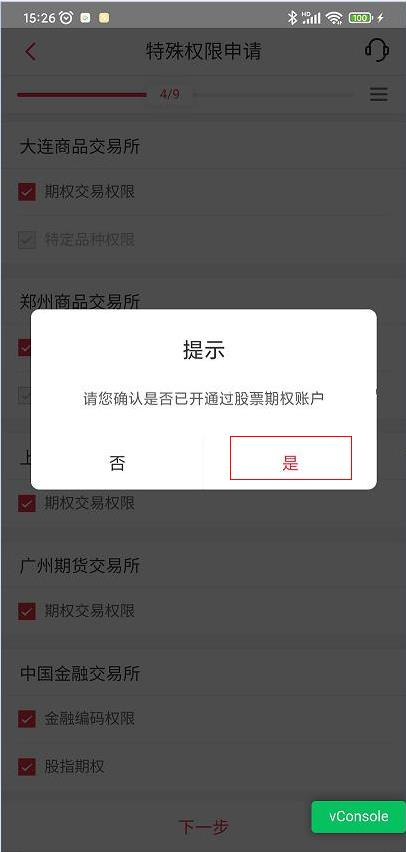 15:26
HD
100
特殊权限申请
4/9
大连商品交易所
期权交易权限
特定品种权限
郑州商品交易所
提示
请您确认是否已开通过股票期权账户
否
是
上
期权交易权限
广州期货交易所
期权交易权限
中国金融交易所
金融编码权限
股指期权
下一步
vConsole